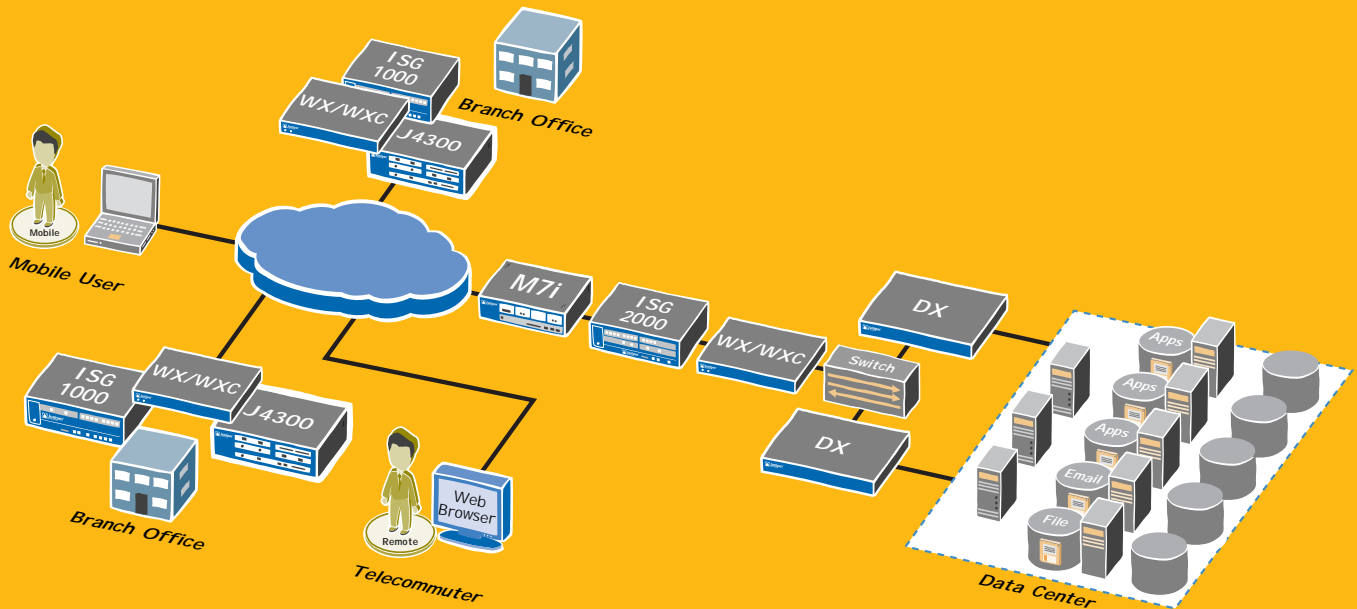 ISG
1000
WX/WXC
J4300
Branch Office
Mobile
Mobile User
M7i
ISG
2000
WX/WXC
Switch
DX
DX
Apps
Apps
Apps
Email
File
Data Center
ISG
1000
WX/WXC
J4300
Branch Office
Web
Browser
Remote
Telecommuter